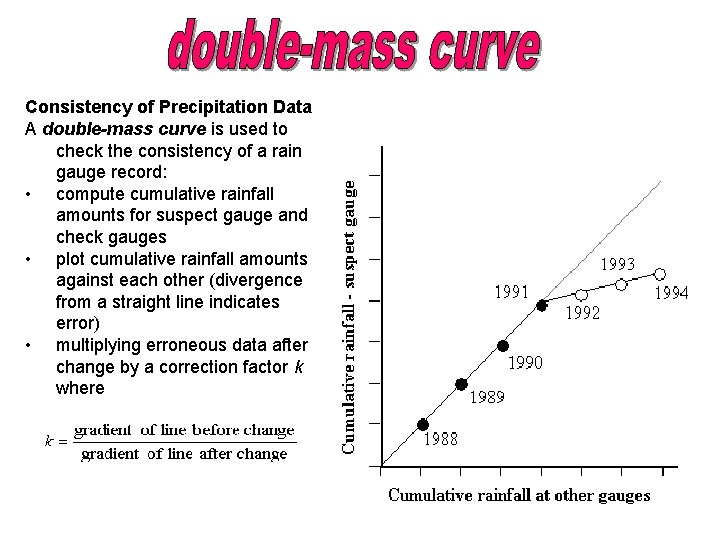 double-mass curve
Consistency of Precipitation Data
A double-mass curve is used to
check the consistency of a rain
gauge record:
• compute cumulative rainfall
amounts for suspect gauge and
check gauges
• plot cumulative rainfall amounts
against each other (divergence
from a straight line indicates
error)
• multiplying erroneous data after
change by a correction factor k
where
k = gradient of line before change
gradient of line after change
Cumulative rainfall - suspect gauge
1993
1991
1994
1992
1990
1989
1988
Cumulative rainfall at other gauges